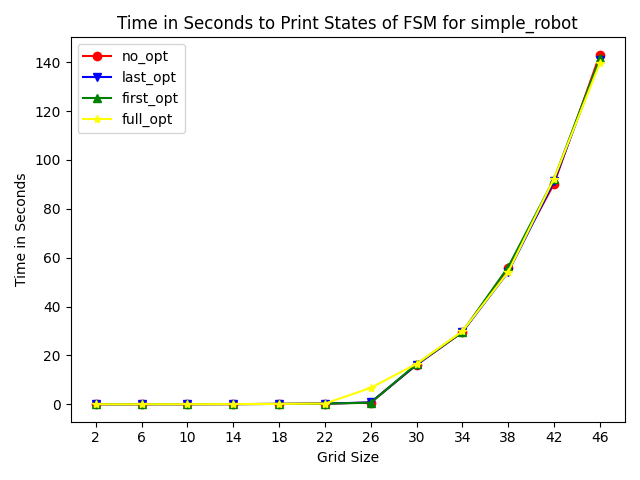 Time in Seconds to Print States of FSM for simple_robot
no_opt
last_opt
first_opt
full_opt
Time in Seconds
140
120
100
80
60
40
20
0
2 6 10 14 18 22 26 30 34 38 42 46
Grid Size